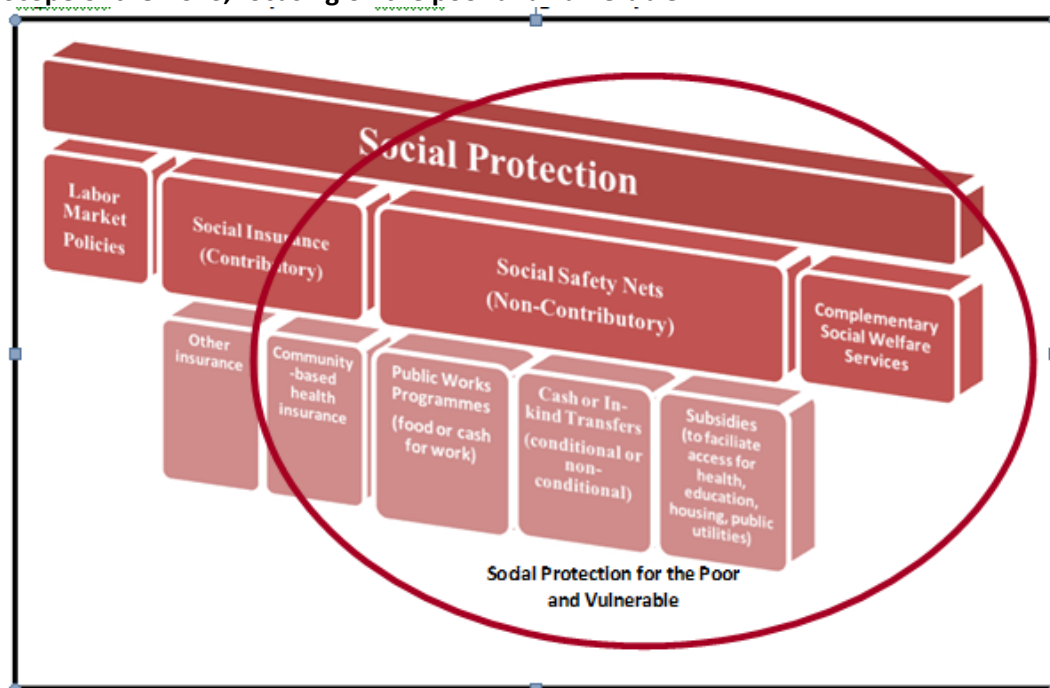 Social Protection
Labor
Market
Policies
Social Insurance
(Contributory)
Social Safety Nets
(Non-Contributory)
Complementary
Social Welfare
Services
Other
insurance
Community
-based
health
insurance
Public Works
Programmes
(food or cash
for work)
Cash or In-
kind Transfers
(conditional or
non-
conditional)
Subsidies
(to faciliate
access for
health,
education,
housing, public
utilities)
Social Protection for the Poor
and Vulnerable